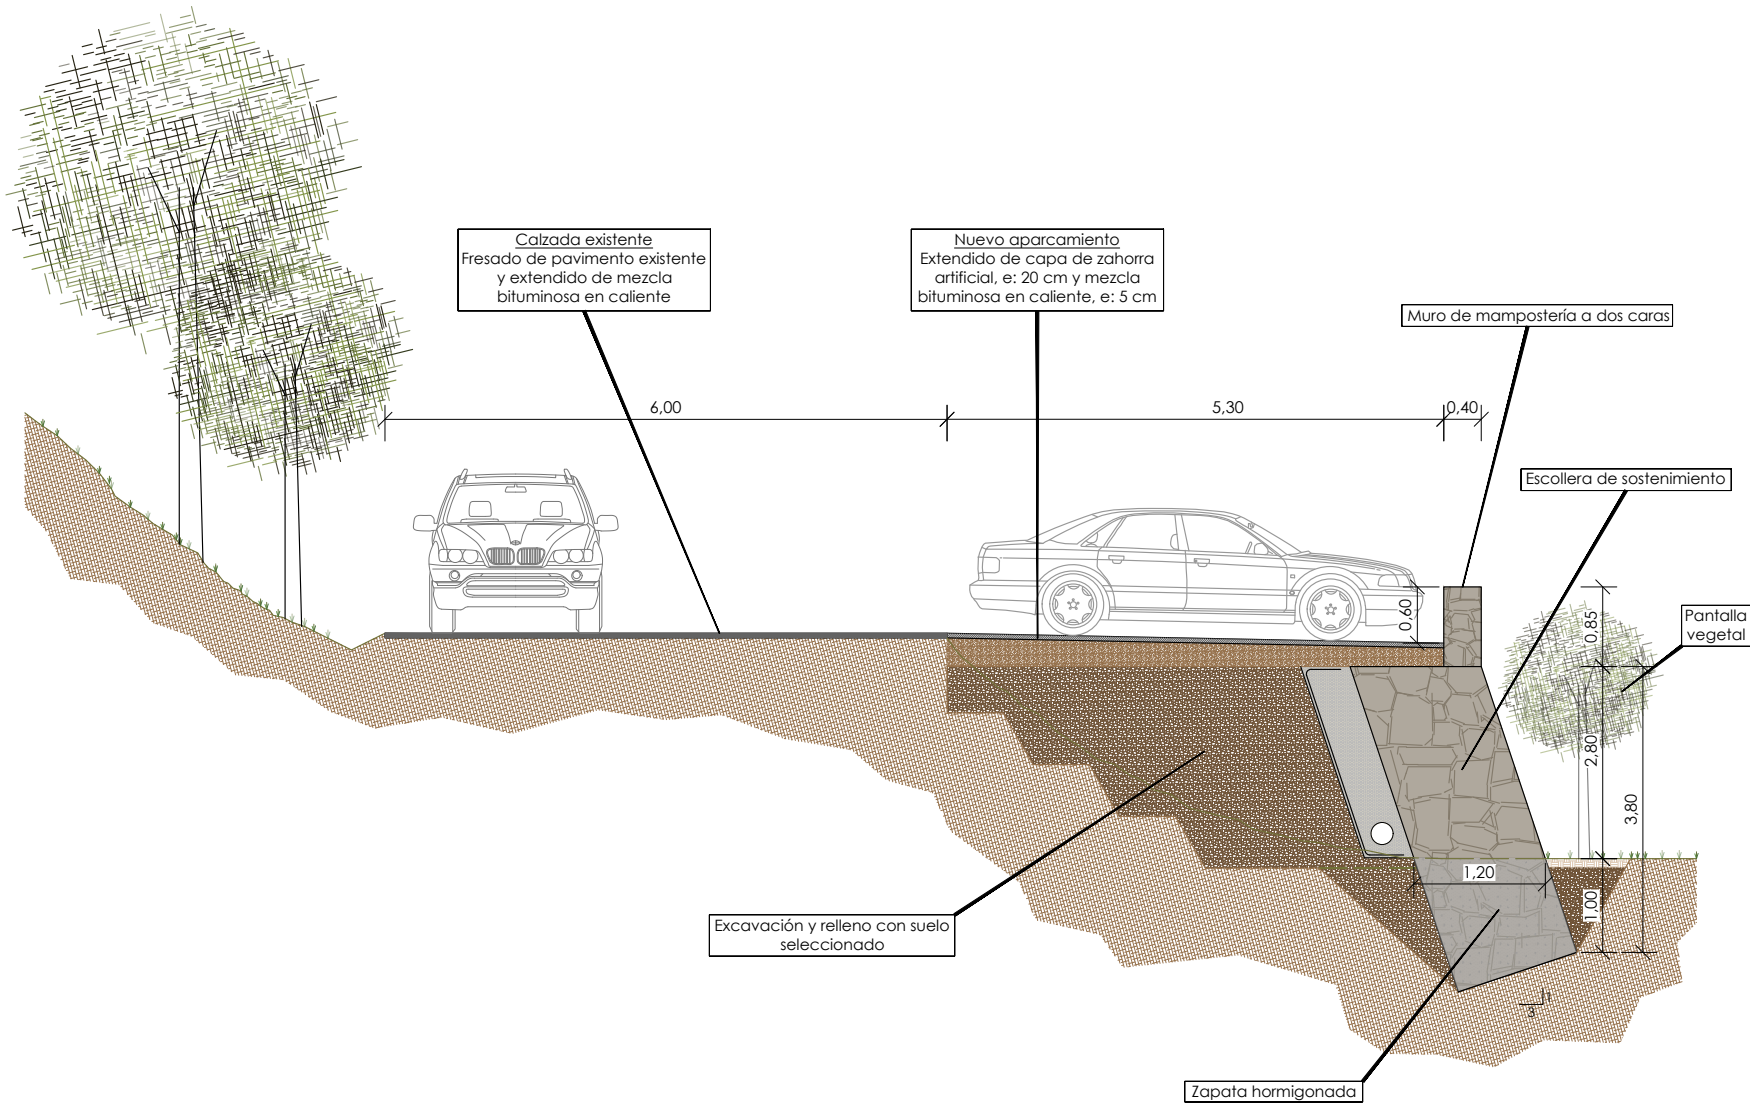 Calzada existente
Fresado de pavimento existente
y extendido de mezcla
bituminosa en caliente
Nuevo aparcamiento
Extendido de capa de zahorra
artificial, e: 20 cm y mezcla
bituminosa en caliente, e: 5 cm
Muro de mampostería a dos caras
6,00
5,30
0,40
Escollera de sostenimiento
0,60
0,85
Pantalla
vegetal
2,80
3,80
1,20
1,00
Excavación y relleno con suelo
seleccionado
1
3
Zapata hormigonada